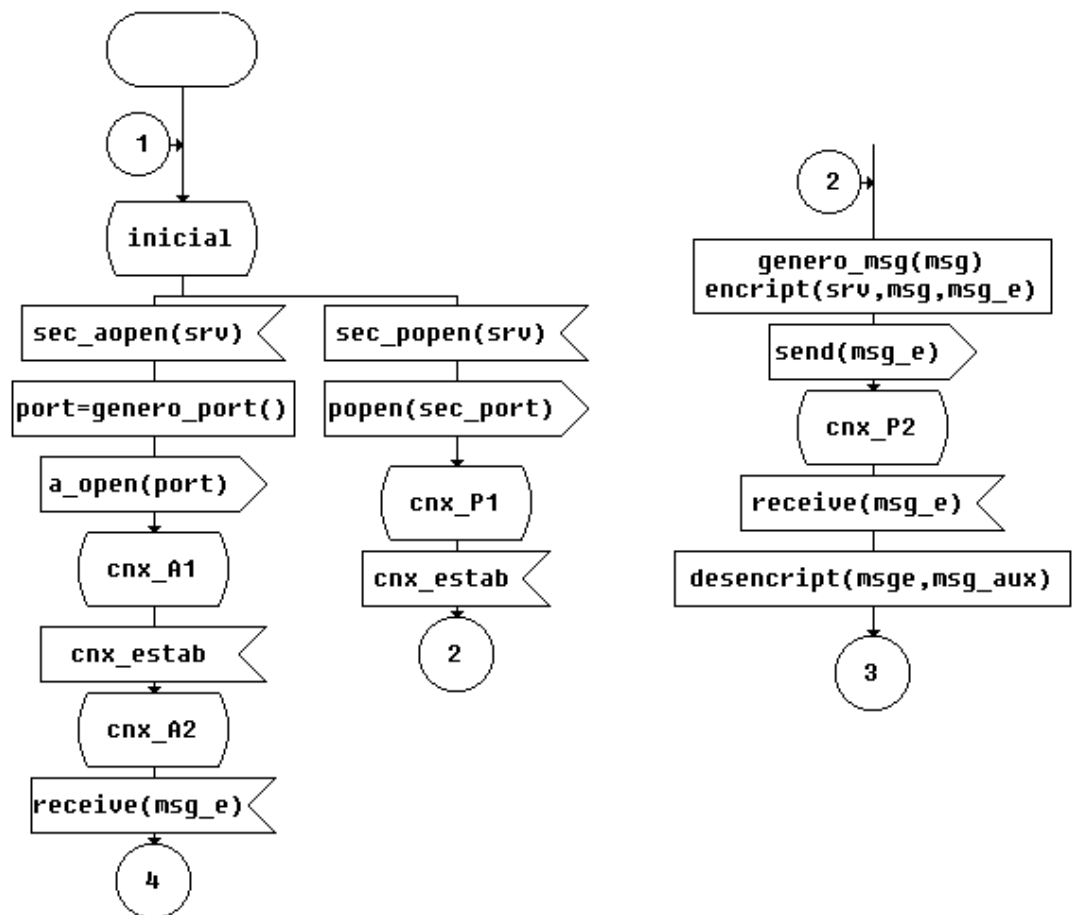 1
inicial
sec_aopen(srv)
port=genero_port()
a_open(port)
cnx_A1
cnx_estab
cnx_A2
receive(msg_e)
4
sec_popen(srv)
popen(sec_port)
cnx_P1
cnx_estab
2
2
genero_msg(msg)
encript(srv,msg,msg_e)
send(msg_e)
cnx_P2
receive(msg_e)
desencript(msge,msg_aux)
3